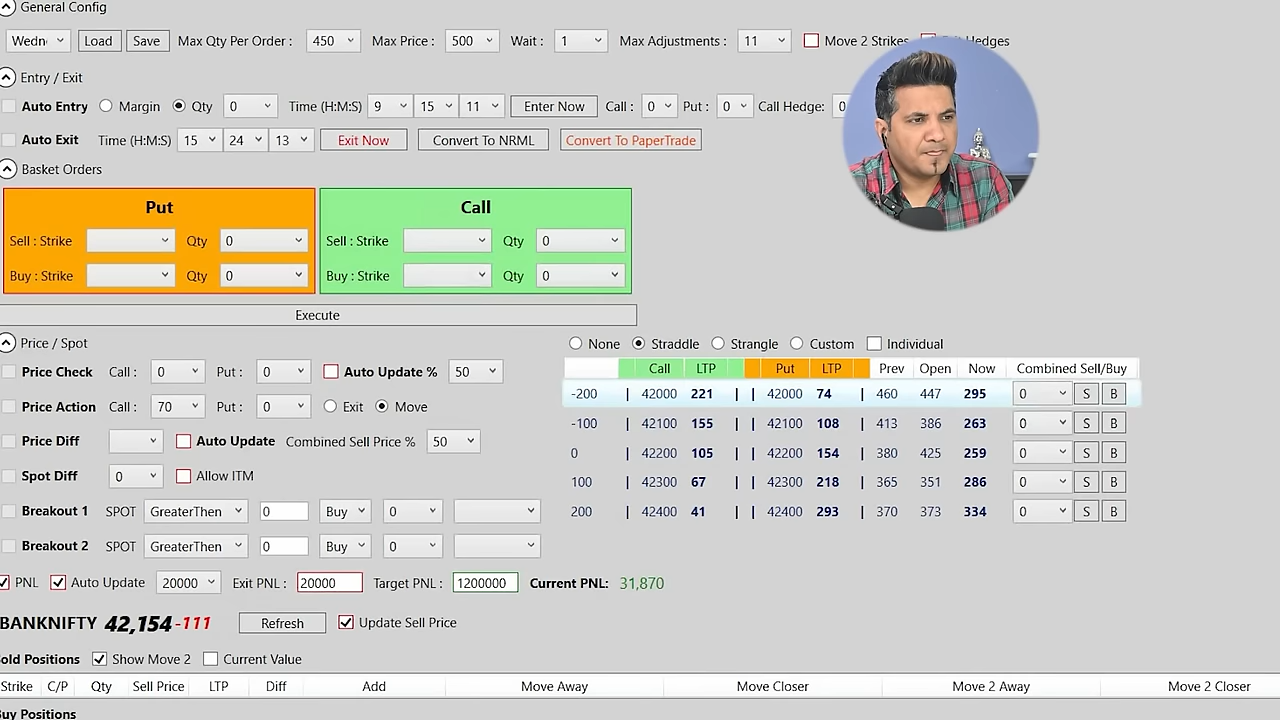 General Config
Wedn Load Save Max Qty Per Order : 450 Max Price : 500 Wait : 1 Max Adjustments : 11 Move 2 Strikes Hedges
Entry / Exit
Auto Entry Margin Qty 0 Time (H:M:S) 9 15 11 Enter Now Call : 0 Put : 0 Call Hedge: 0
Auto Exit Time (H:M:S) 15 24 13 Exit Now Convert To NRML Convert To PaperTrade
Basket Orders
Put Call
Sell : Strike Qty 0 Sell : Strike Qty 0
Buy : Strike Qty 0 Buy : Strike Qty 0
Execute
Price / Spot None Straddle Strangle Custom Individual
Price Check Call : 0 Put : 0 Auto Update % 50
Price Action Call : 70 Put : 0 Exit Move
Price Diff Auto Update Combined Sell Price % 50
Spot Diff 0 Allow ITM
Breakout 1 SPOT GreaterThen 0 Buy 0
Breakout 2 SPOT GreaterThen 0 Buy 0
Call LTP Put LTP Prev Open Now Combined Sell/Buy
-200 | 42000 221 | | 42000 74 | 460 447 295 0 S B
-100 | 42100 155 | | 42100 108 | 413 386 263 0 S B
0 | 42200 105 | | 42200 154 | 380 425 259 0 S B
100 | 42300 67 | | 42300 218 | 365 351 286 0 S B
200 | 42400 41 | | 42400 293 | 370 373 334 0 S B
PNL Auto Update 20000 Exit PNL : 20000 Target PNL : 1200000 Current PNL: 31,870
BANKNIFTY 42,154 -111 Refresh Update Sell Price
old Positions Show Move 2 Current Value
Strike C/P Qty Sell Price LTP Diff Add Move Away Move Closer Move 2 Away Move 2 Closer
Buy Positions